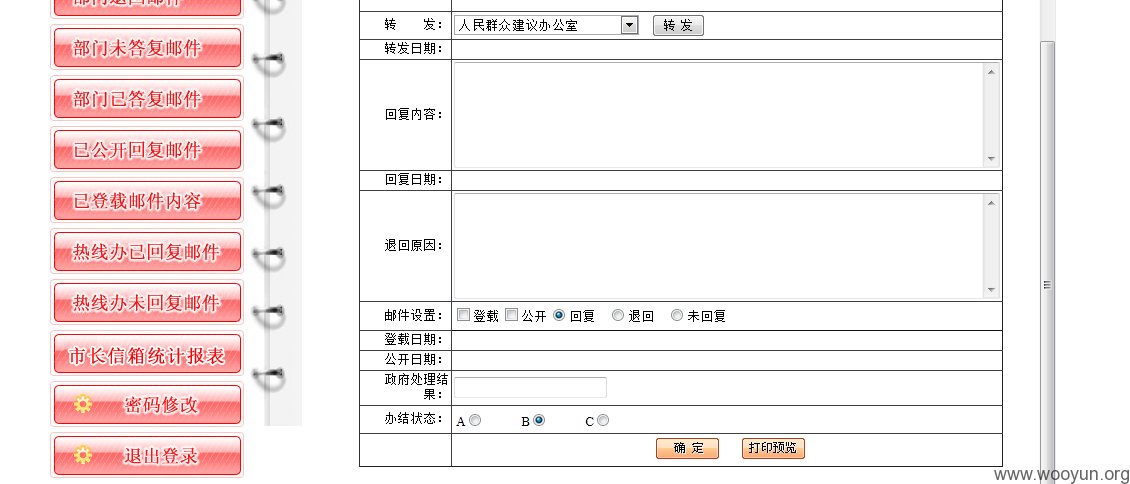 部门退回邮件
部门未答复邮件
部门已答复邮件
已公开回复邮件
已登载邮件内容
热线办已回复邮件
热线办未回复邮件
市长信箱统计报表
密码修改
退出登录
转 发： 人民群众建议办公室 转 发
转发日期：
回复内容：
回复日期：
退回原因：
邮件设置： 登载 公开 回复 退回 未回复
登载日期：
公开日期：
政府处理结
果：
办结状态： A B C
确 定 打印预览
www.wooyun.org